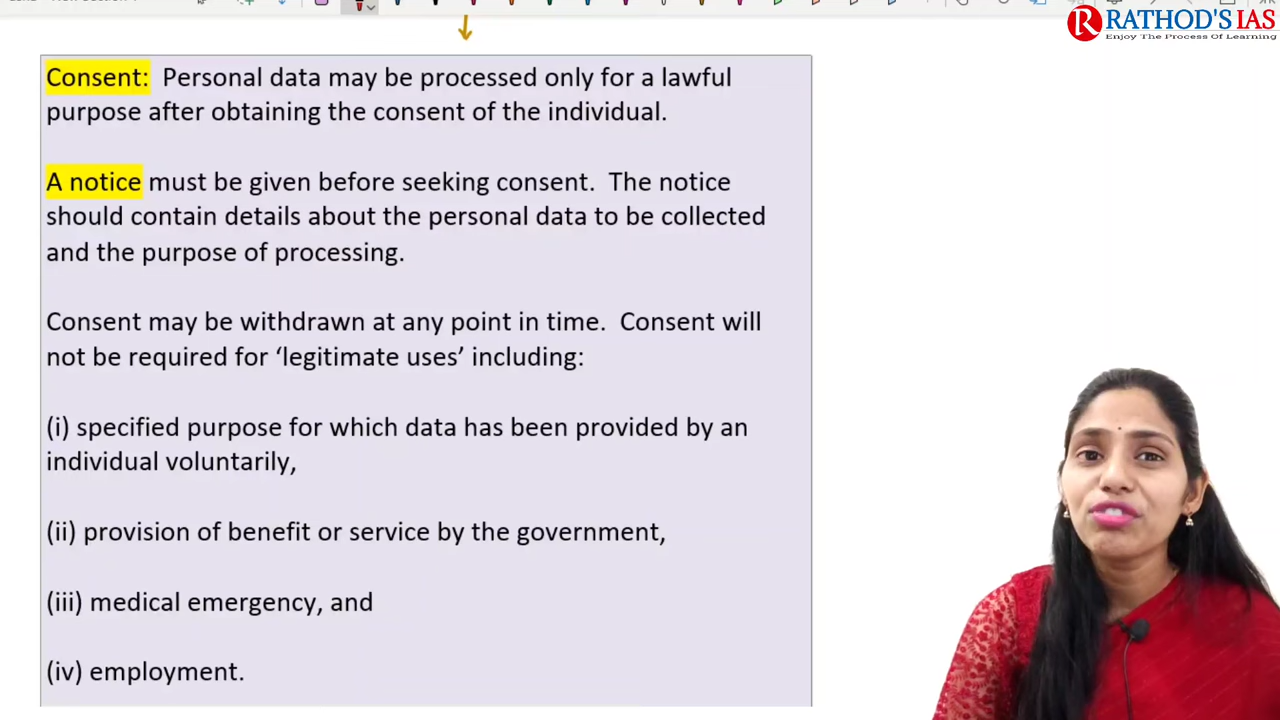 RATHOD'S IAS
Enjoy The Process Of Learning
Consent: Personal data may be processed only for a lawful
purpose after obtaining the consent of the individual.
A notice must be given before seeking consent. The notice
should contain details about the personal data to be collected
and the purpose of processing.
Consent may be withdrawn at any point in time. Consent will
not be required for ‘legitimate uses’ including:
(i) specified purpose for which data has been provided by an
individual voluntarily,
(ii) provision of benefit or service by the government,
(iii) medical emergency, and
(iv) employment.